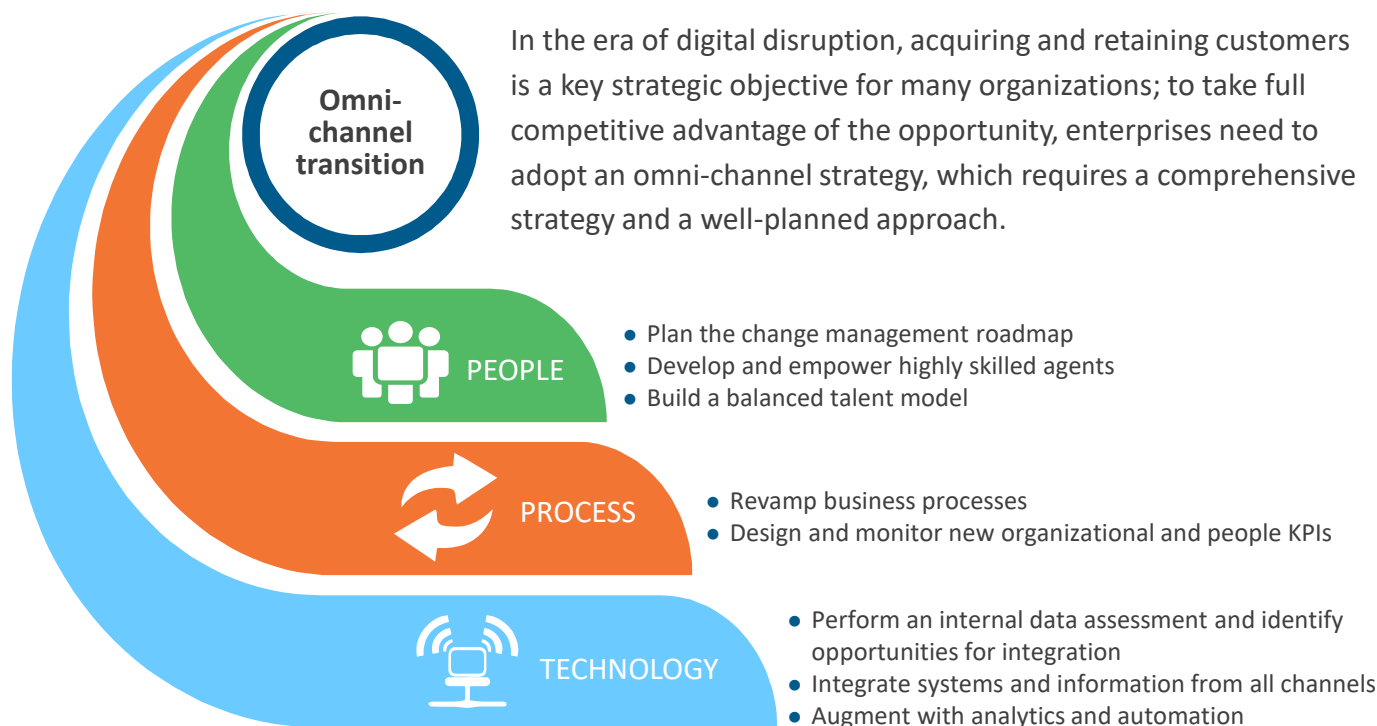 Omni-
channel
transition
In the era of digital disruption, acquiring and retaining customers
is a key strategic objective for many organizations; to take full
competitive advantage of the opportunity, enterprises need to
adopt an omni-channel strategy, which requires a comprehensive
strategy and a well-planned approach.
PEOPLE
● Plan the change management roadmap
● Develop and empower highly skilled agents
● Build a balanced talent model
PROCESS
● Revamp business processes
● Design and monitor new organizational and people KPIs
TECHNOLOGY
● Perform an internal data assessment and identify
opportunities for integration
● Integrate systems and information from all channels
● Augment with analytics and automation